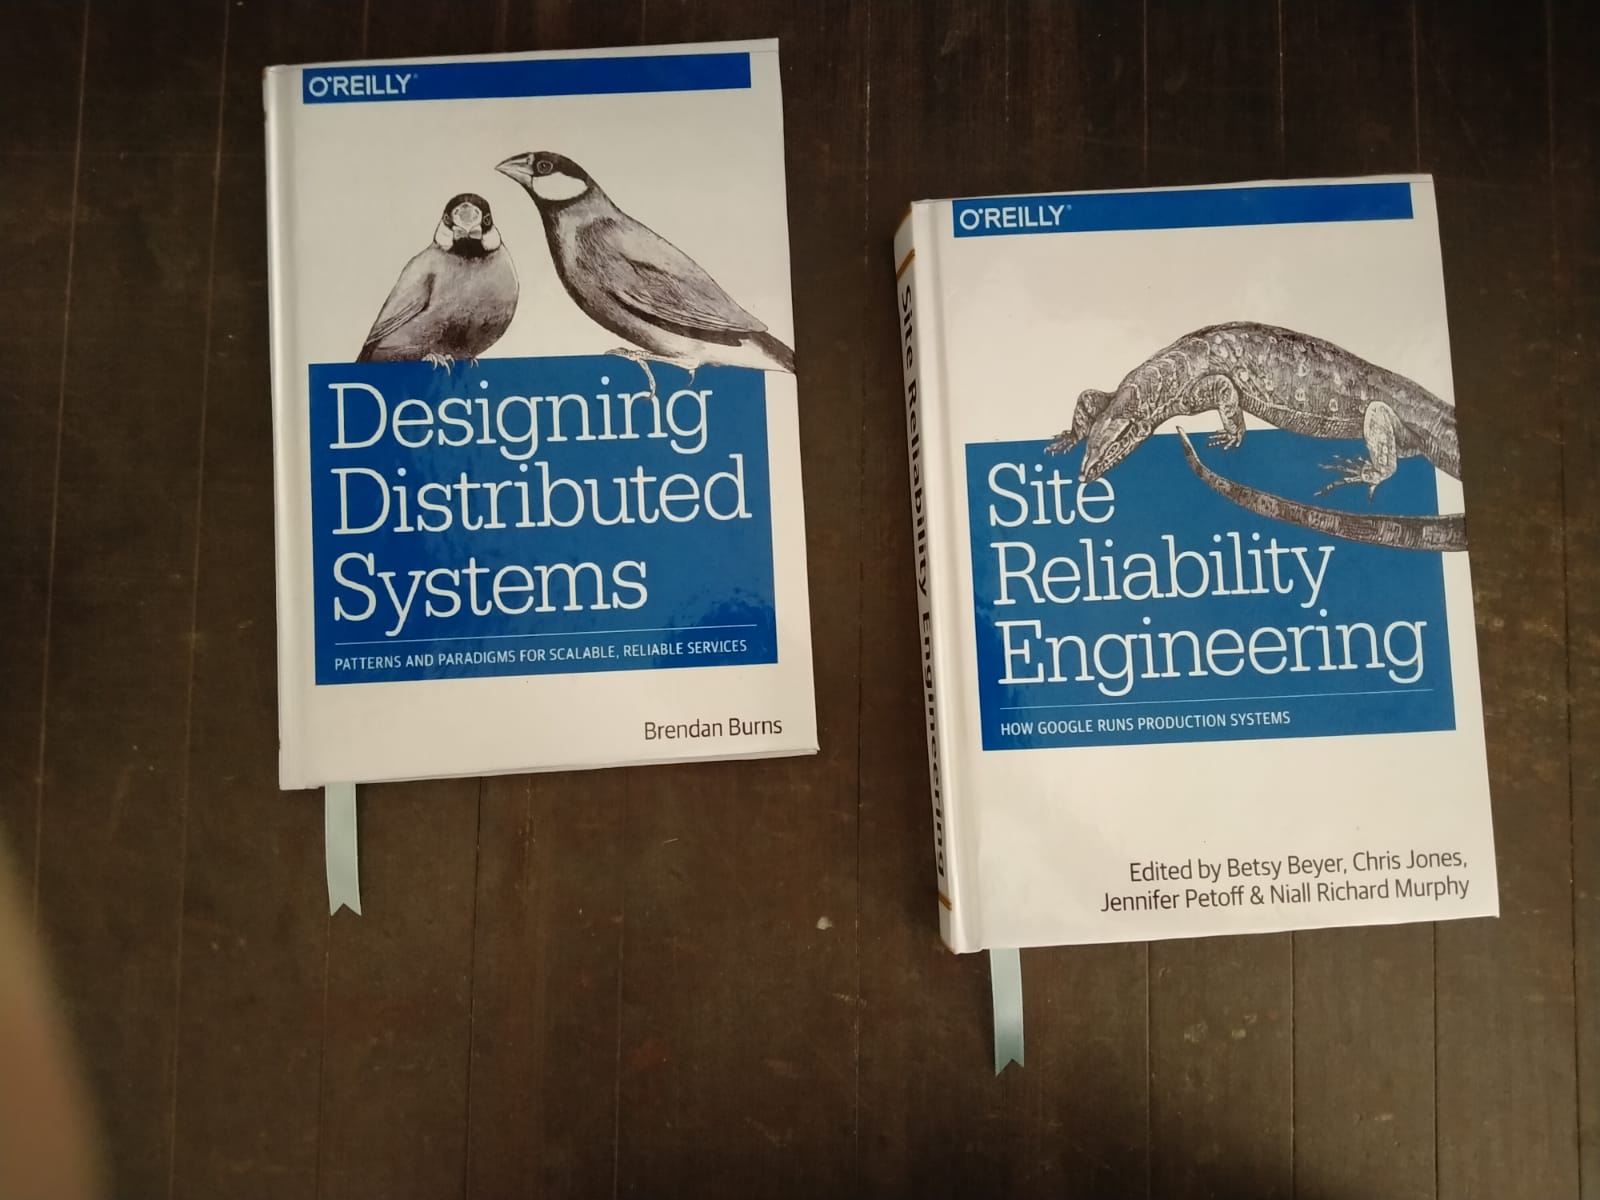 O'REILLY®
Designing
Distributed
Systems
PATTERNS AND PARADIGMS FOR SCALABLE, RELIABLE SERVICES
Brendan Burns
Site Reliability Engineering
O'REILLY®
Site
Reliability
Engineering
HOW GOOGLE RUNS PRODUCTION SYSTEMS
Edited by Betsy Beyer, Chris Jones,
Jennifer Petoff & Niall Richard Murphy